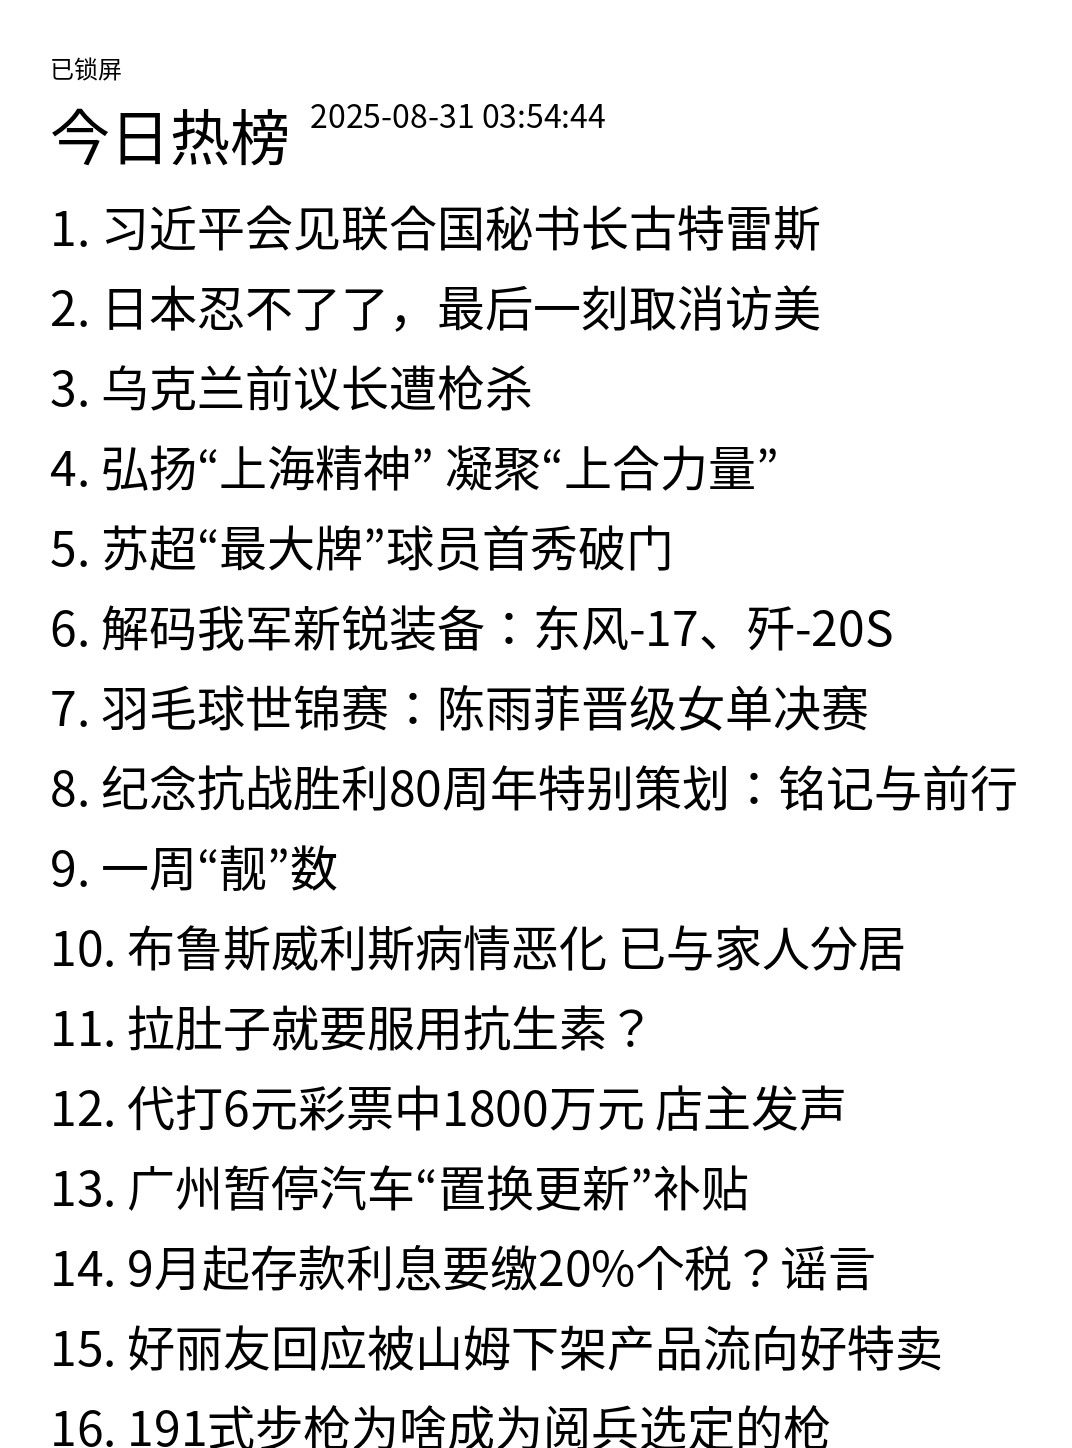 已锁屏
今日热榜 2025-08-31 03:54:44
1. 习近平会见联合国秘书长古特雷斯
2. 日本忍不了了，最后一刻取消访美
3. 乌克兰前议长遭枪杀
4. 弘扬“上海精神” 凝聚“上合力量”
5. 苏超“最大牌”球员首秀破门
6. 解码我军新锐装备：东风-17、歼-20S
7. 羽毛球世锦赛：陈雨菲晋级女单决赛
8. 纪念抗战胜利80周年特别策划：铭记与前行
9. 一周“靓”数
10. 布鲁斯威利斯病情恶化 已与家人分居
11. 拉肚子就要服用抗生素？
12. 代打6元彩票中1800万元 店主发声
13. 广州暂停汽车“置换更新”补贴
14. 9月起存款利息要缴20%个税？谣言
15. 好丽友回应被山姆下架产品流向好特卖
16. 191式步枪为啥成为阅兵选定的枪